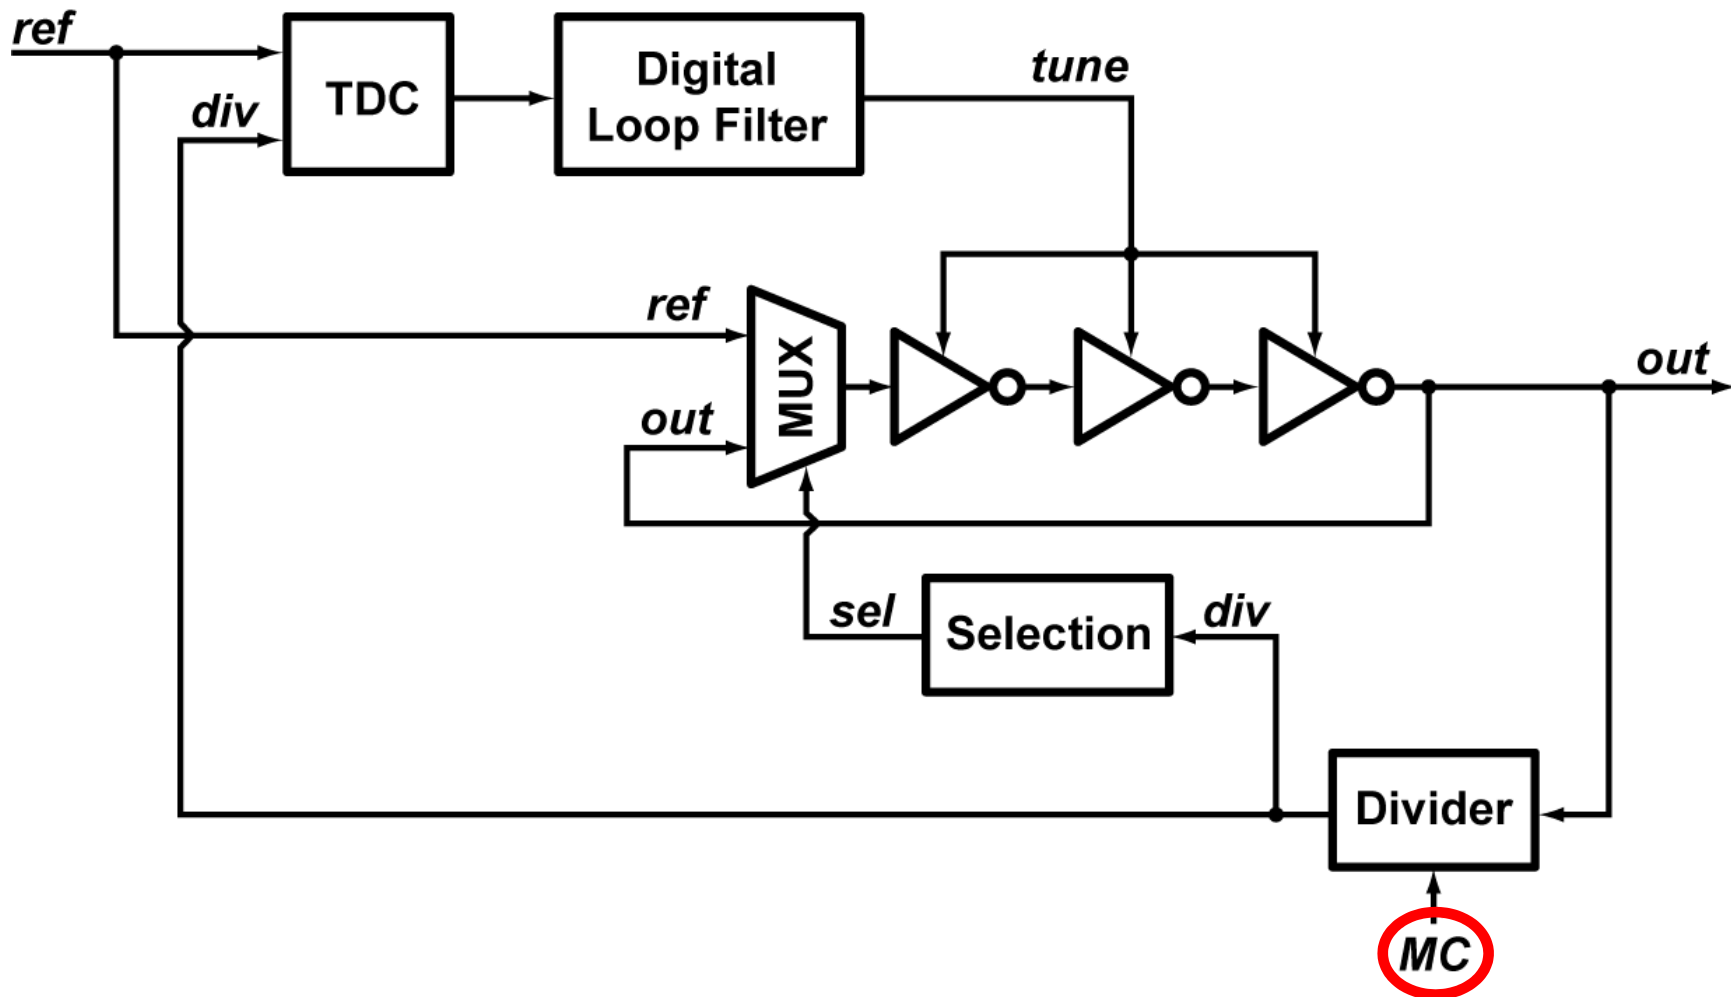 ref
div
TDC
Digital
Loop Filter
tune
ref
out
MUX
out
sel
Selection
div
Divider
MC